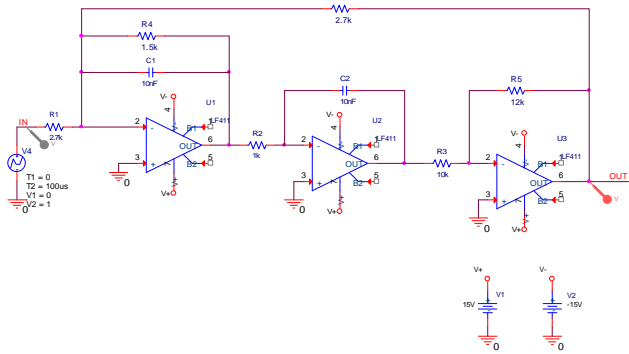 2.7k
R4
1.5k
C1
10nF
C2
10nF
R5
12k
U1
U2
U3
V-
V-
V-
IN
R1
2.7k
V
V4
T1 = 0
T2 = 100us
V1 = 0
V2 = 1
0
2
3
4
7
-
+
V-
V+
OUT
B1
B2
1
6
5
LF411
V+
0
R2
1k
2
3
4
7
-
+
V-
V+
OUT
B1
B2
1
6
5
LF411
V+
0
R3
10k
2
3
4
7
-
+
V-
V+
OUT
B1
B2
1
6
5
LF411
V+
0
OUT
V
V+
V-
15V
V1
V2
-15V
0
0